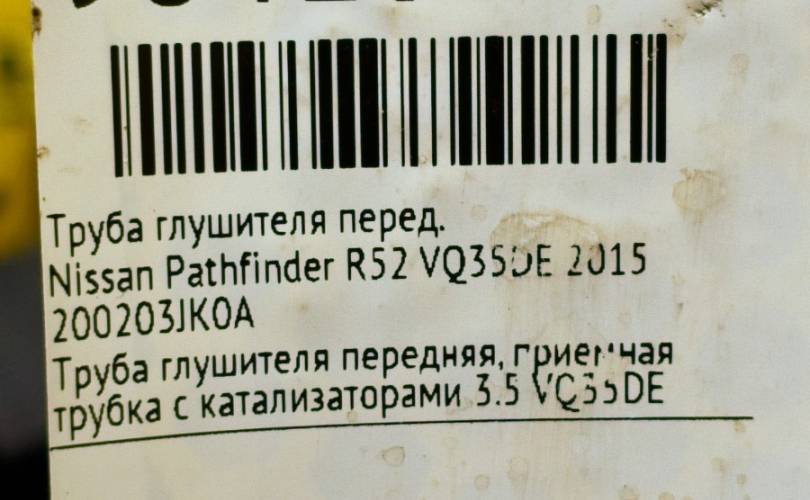 Труба глушителя перед.
Nissan Pathfinder R52 VQ35DE 2015
200203JK0A
Труба глушителя передняя, приемная
трубка с катализаторами 3.5 VQ35DE